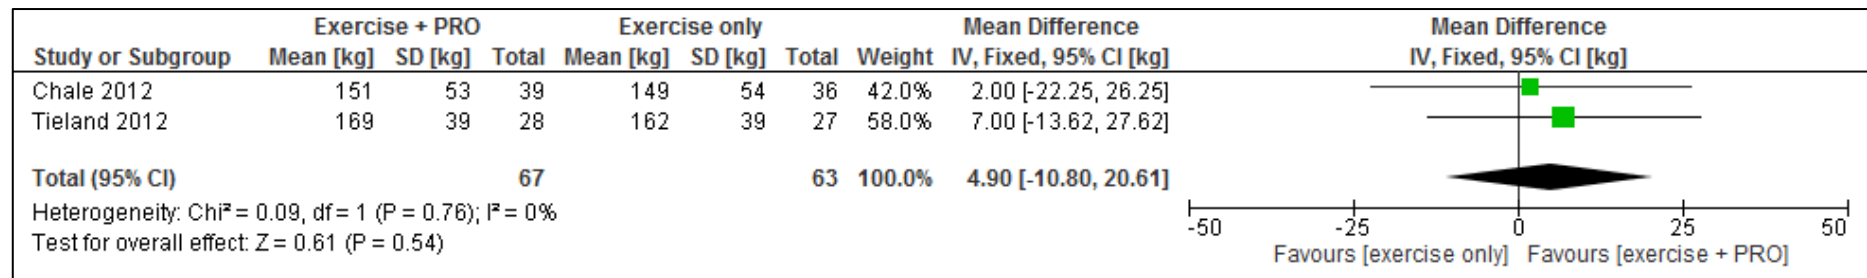 Exercise + PRO Exercise only Mean Difference Mean Difference
Study or Subgroup Mean [kg] SD [kg] Total Mean [kg] SD [kg] Total Weight IV, Fixed, 95% CI [kg] IV, Fixed, 95% CI [kg]
Chale 2012 151 53 39 149 54 36 42.0% 2.00 [-22.25, 26.25]
Tieland 2012 169 39 28 162 39 27 58.0% 7.00 [-13.62, 27.62]
Total (95% CI) 67 63 100.0% 4.90 [-10.80, 20.61]
Heterogeneity: Chi² = 0.09, df = 1 (P = 0.76); I² = 0%
Test for overall effect: Z = 0.61 (P = 0.54)
-50 -25 0 25 50
Favours [exercise only] Favours [exercise + PRO]